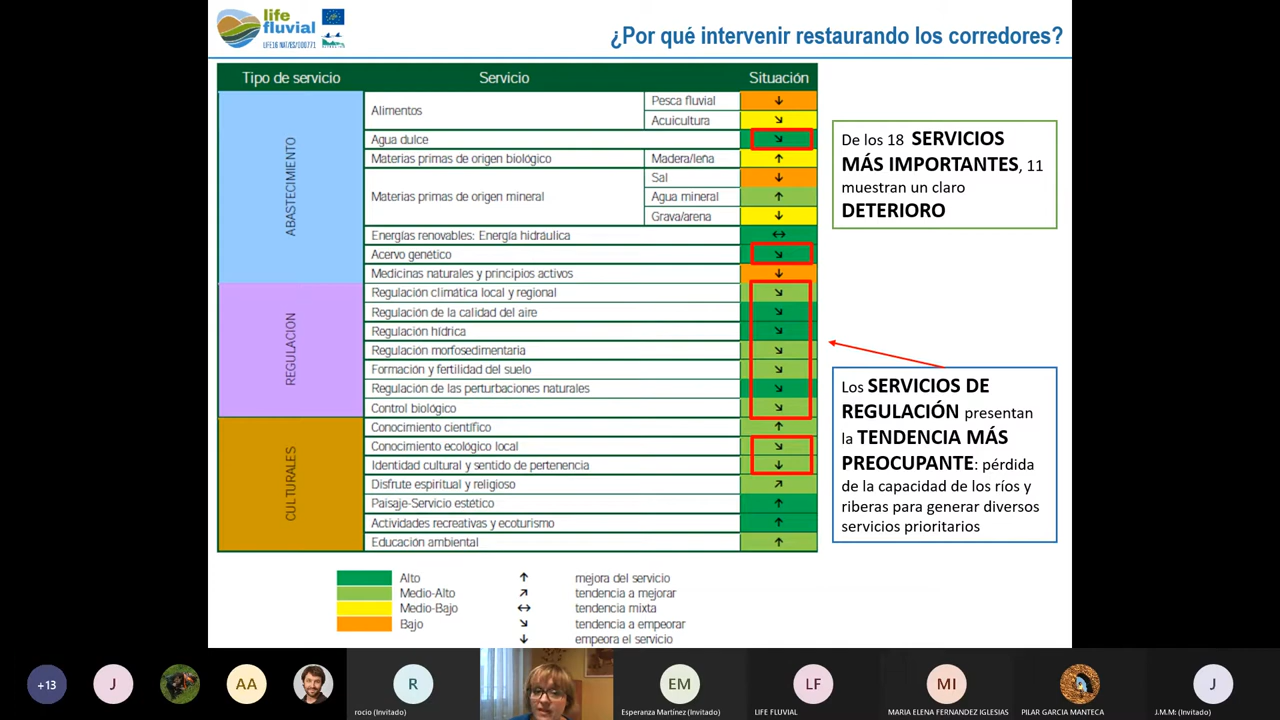 life
fluvial
LIFE16 NAT/ES/000771
¿Por qué intervenir restaurando los corredores?
Tipo de servicio Servicio Situación
ABASTECIMIENTO
Alimentos Pesca fluvial ↓
Acuicultura ↘
Agua dulce ↘
Materias primas de origen biológico Madera/leña ↑
Sal ↓
Materias primas de origen mineral Agua mineral ↑
Grava/arena ↓
Energías renovables: Energía hidráulica ↔
Acervo genético ↘
Medicinas naturales y principios activos ↓
REGULACION
Regulación climática local y regional ↘
Regulación de la calidad del aire ↘
Regulación hídrica ↘
Regulación morfosedimentaria ↘
Formación y fertilidad del suelo ↘
Regulación de las perturbaciones naturales ↘
Control biológico ↘
CULTURALES
Conocimiento científico ↑
Conocimiento ecológico local ↘
Identidad cultural y sentido de pertenencia ↓
Disfrute espiritual y religioso ↗
Paisaje-Servicio estético ↑
Actividades recreativas y ecoturismo ↑
Educación ambiental ↑
De los 18 SERVICIOS
MÁS IMPORTANTES, 11
muestran un claro
DETERIORO
Los SERVICIOS DE
REGULACIÓN presentan
la TENDENCIA MÁS
PREOCUPANTE: pérdida
de la capacidad de los ríos y
riberas para generar diversos
servicios prioritarios
Alto ↑ mejora del servicio
Medio-Alto ↗ tendencia a mejorar
Medio-Bajo ↔ tendencia mixta
Bajo ↘ tendencia a empeorar
↓ empeora el servicio
+13
J
AA
R
EM
LF
MI
J
rocio (Invitado)
Esperanza Martínez (Invitado)
LIFE FLUVIAL
MARIA ELENA FERNANDEZ IGLESIAS
PILAR GARCIA MANTECA
J.M.M: (Invitado)